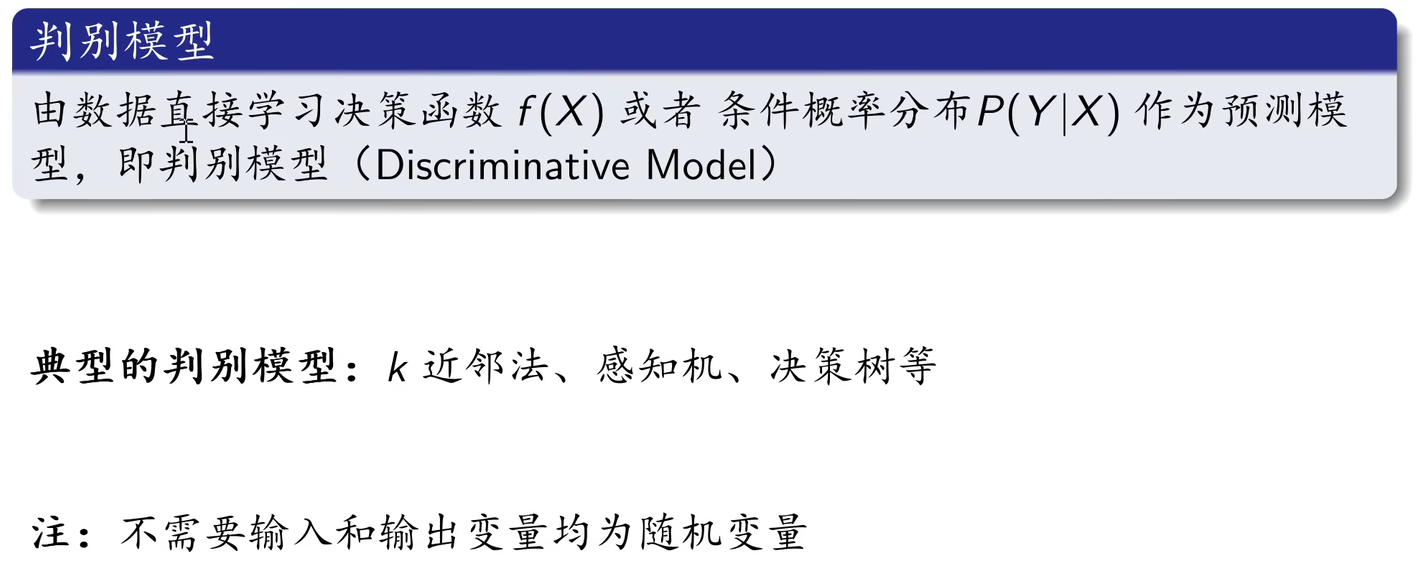 判别模型
由数据直接学习决策函数 f(X) 或者 条件概率分布P(Y|X) 作为预测模
型，即判别模型（Discriminative Model）
典型的判别模型：k 近邻法、感知机、决策树等
注：不需要输入和输出变量均为随机变量